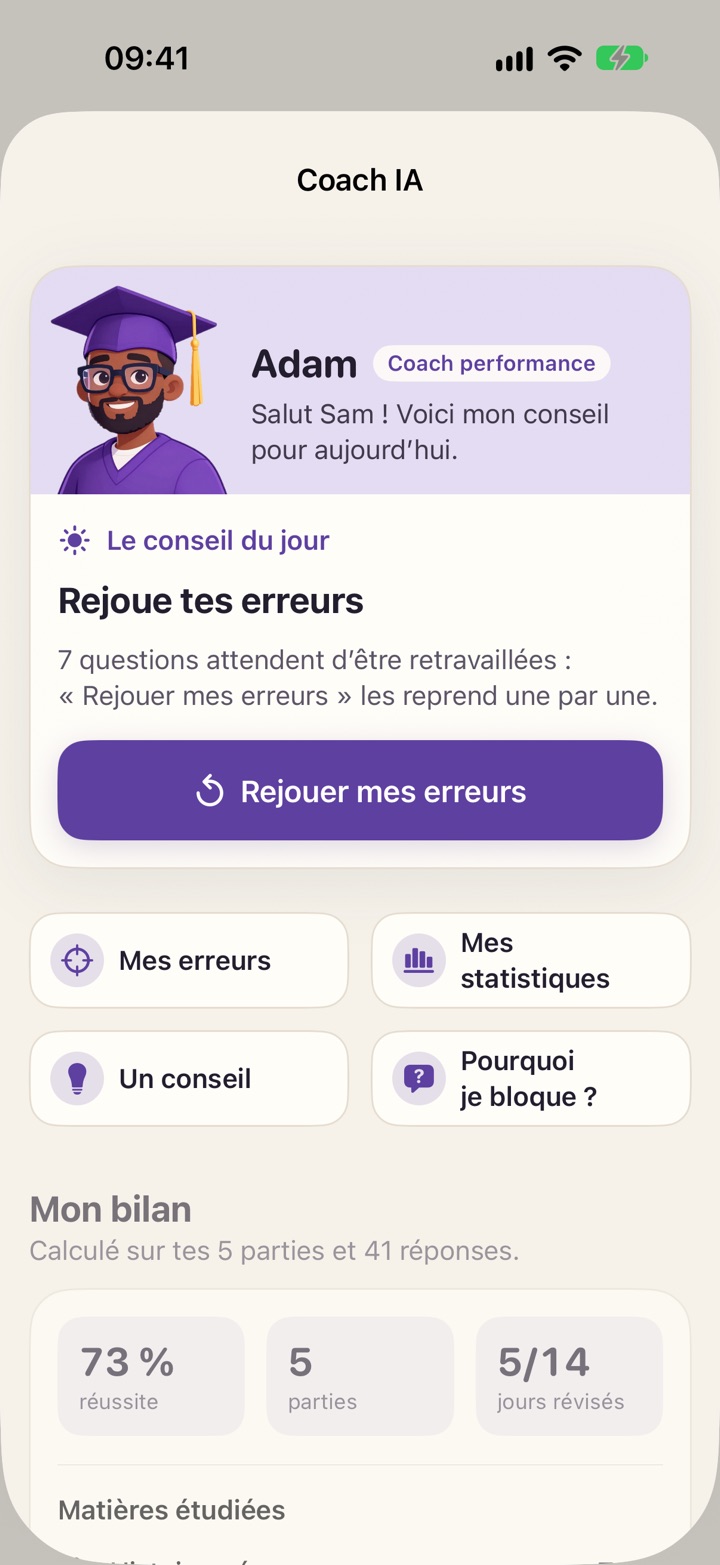 09:41
Coach IA
Adam
Coach performance
Salut Sam ! Voici mon conseil
pour aujourd’hui.
Le conseil du jour
Rejoue tes erreurs
7 questions attendent d’être retravaillées :
« Rejouer mes erreurs » les reprend une par une.
Rejouer mes erreurs
Mes erreurs
Mes
statistiques
Un conseil
Pourquoi
je bloque ?
Mon bilan
Calculé sur tes 5 parties et 41 réponses.
73 %
réussite
5
parties
5/14
jours révisés
Matières étudiées